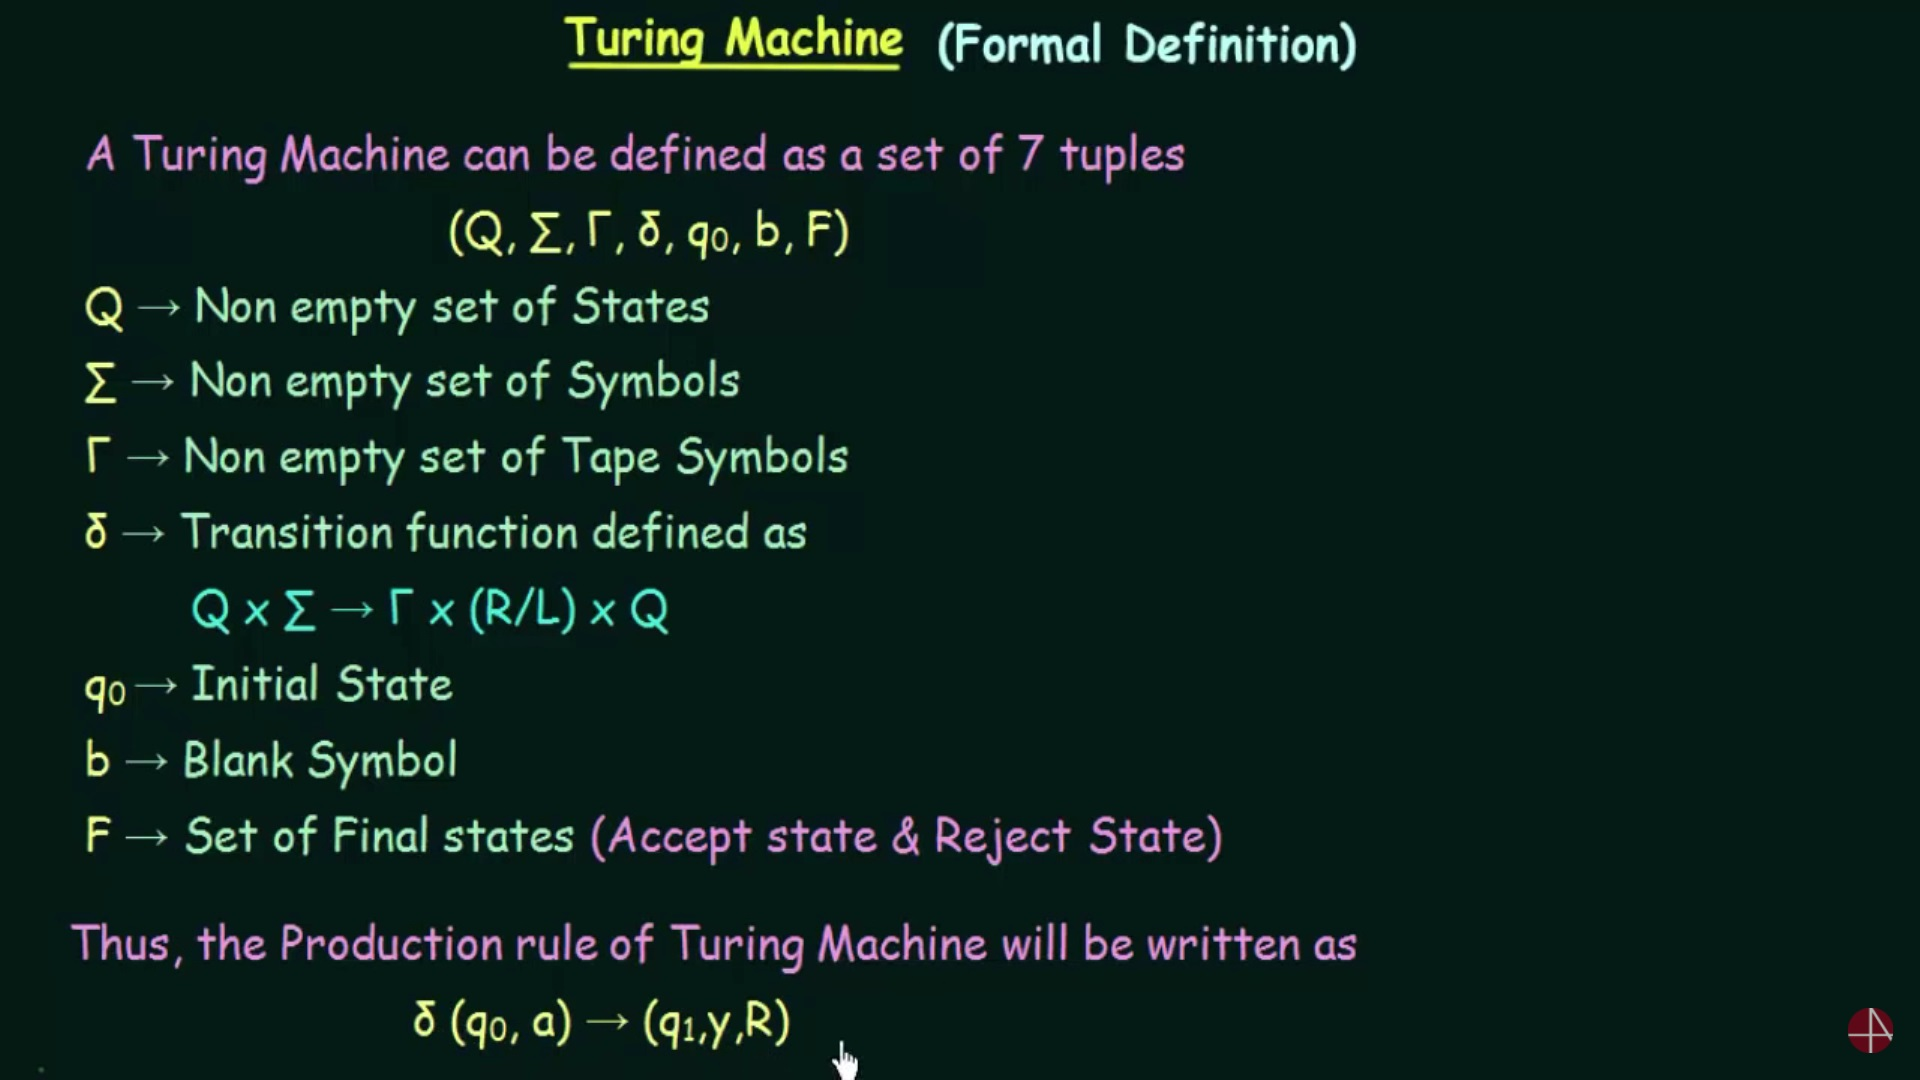 Turing Machine (Formal Definition)
A Turing Machine can be defined as a set of 7 tuples
(Q, Σ, Γ, δ, q₀, b, F)
Q → Non empty set of States
Σ → Non empty set of Symbols
Γ → Non empty set of Tape Symbols
δ → Transition function defined as
Q x Σ → Γ x (R/L) x Q
q₀ → Initial State
b → Blank Symbol
F → Set of Final states (Accept state & Reject State)
Thus, the Production rule of Turing Machine will be written as
δ (q₀, a) → (q₁,y,R)